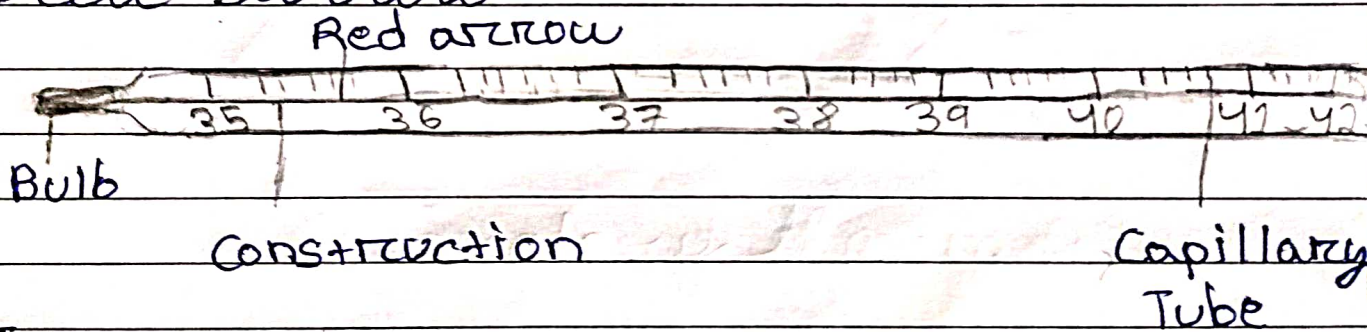 Red arrow
35 36 37 38 39 40 41 42
Bulb
Construction
Capillary
Tube